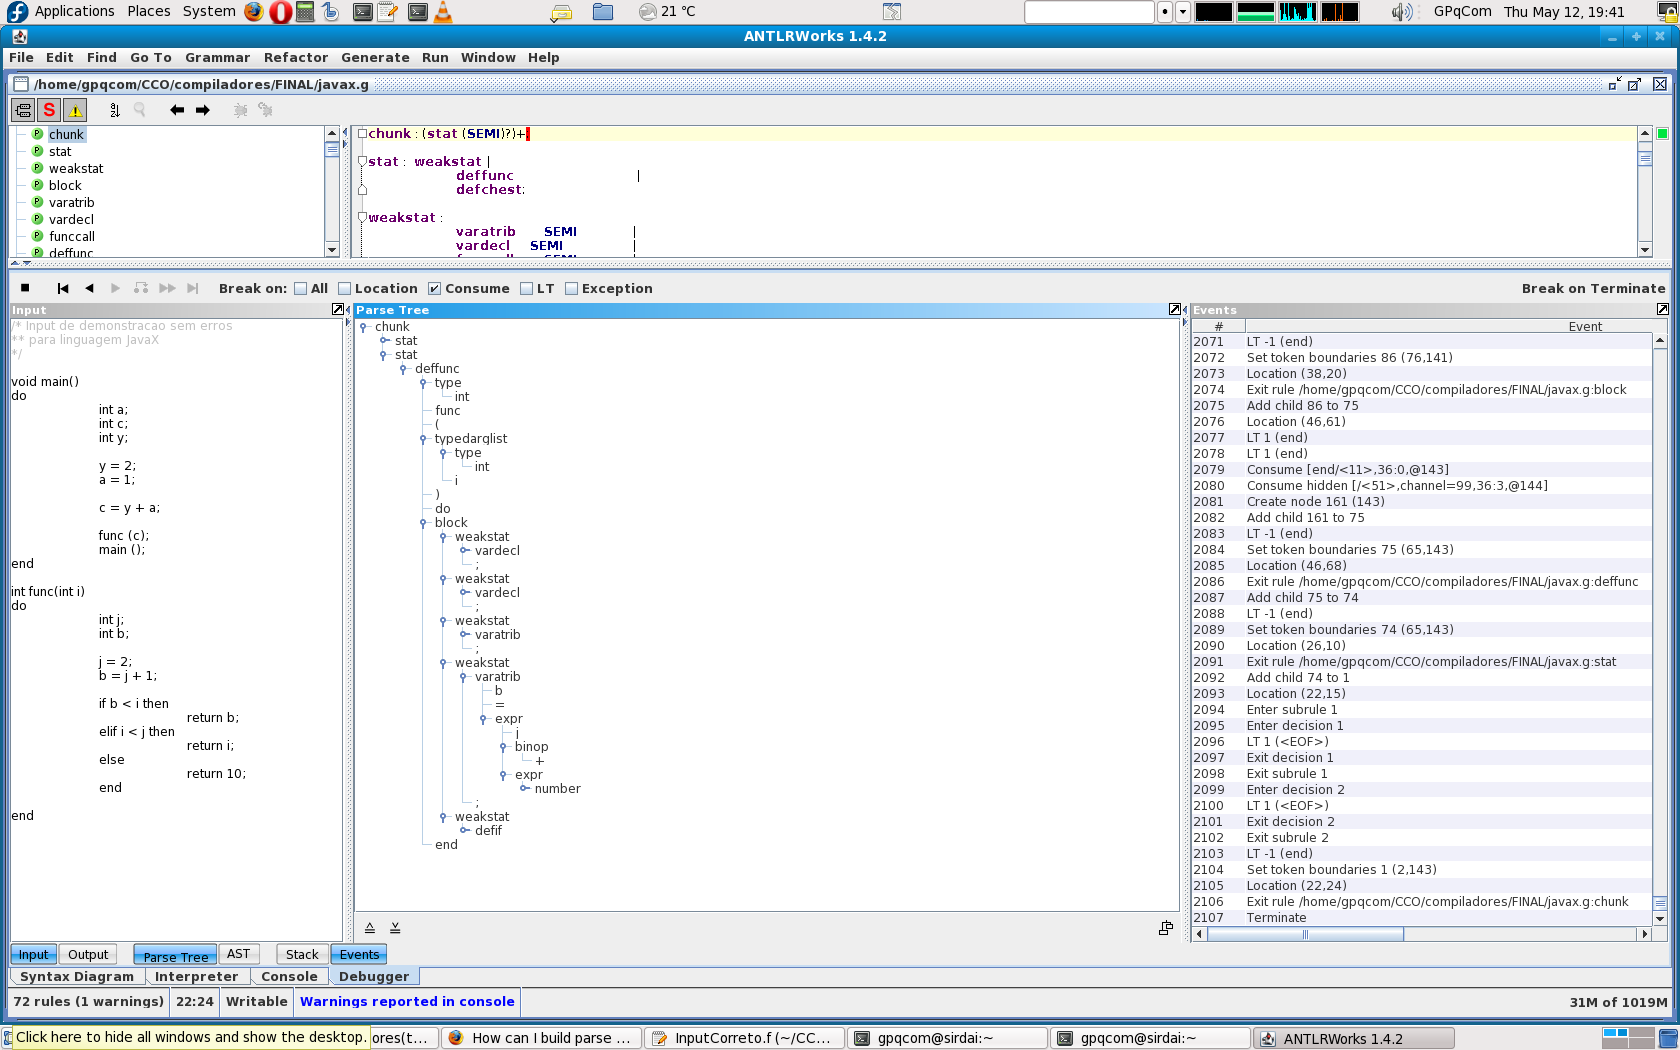 Applications Places System 21 °C GPqCom Thu May 12, 19:41
ANTLRWorks 1.4.2
File Edit Find Go To Grammar Refactor Generate Run Window Help
/home/gpqcom/CCO/compiladores/FINAL/javax.g
chunk
stat
weakstat
block
varatrib
vardecl
funccall
deffunc
chunk : (stat (SEMI)?)+
stat : weakstat |
deffunc |
defchest;
weakstat :
varatrib SEMI |
vardecl SEMI |
Break on: All Location Consume LT Exception Break on Terminate
Input
/* Input de demonstracao sem erros
** para linguagem JavaX
*/
void main()
do
int a;
int c;
int y;
y = 2;
a = 1;
c = y + a;
func (c);
main ();
end
int func(int i)
do
int j;
int b;
j = 2;
b = j + 1;
if b < i then
return b;
elif i < j then
return i;
else
return 10;
end
end
Parse Tree
chunk
stat
stat
deffunc
type
int
func
(
typedarglist
type
int
i
)
do
block
weakstat
vardecl
;
weakstat
vardecl
;
weakstat
varatrib
;
weakstat
varatrib
b
=
expr
j
binop
+
expr
number
;
weakstat
defif
end
Events
# Event
2071 LT -1 (end)
2072 Set token boundaries 86 (76,141)
2073 Location (38,20)
2074 Exit rule /home/gpqcom/CCO/compiladores/FINAL/javax.g:block
2075 Add child 86 to 75
2076 Location (46,61)
2077 LT 1 (end)
2078 LT 1 (end)
2079 Consume [end/<11>,36:0,@143]
2080 Consume hidden [/<51>,channel=99,36:3,@144]
2081 Create node 161 (143)
2082 Add child 161 to 75
2083 LT -1 (end)
2084 Set token boundaries 75 (65,143)
2085 Location (46,68)
2086 Exit rule /home/gpqcom/CCO/compiladores/FINAL/javax.g:deffunc
2087 Add child 75 to 74
2088 LT -1 (end)
2089 Set token boundaries 74 (65,143)
2090 Location (26,10)
2091 Exit rule /home/gpqcom/CCO/compiladores/FINAL/javax.g:stat
2092 Add child 74 to 1
2093 Location (22,15)
2094 Enter subrule 1
2095 Enter decision 1
2096 LT 1 (<EOF>)
2097 Exit decision 1
2098 Exit subrule 1
2099 Enter decision 2
2100 LT 1 (<EOF>)
2101 Exit decision 2
2102 Exit subrule 2
2103 LT -1 (end)
2104 Set token boundaries 1 (2,143)
2105 Location (22,24)
2106 Exit rule /home/gpqcom/CCO/compiladores/FINAL/javax.g:chunk
2107 Terminate
Input Output Parse Tree AST Stack Events
Syntax Diagram Interpreter Console Debugger
72 rules (1 warnings) 22:24 Writable Warnings reported in console 31M of 1019M
Click here to hide all windows and show the desktop. ores(t... How can I build parse ... InputCorreto.f (~/CC... gpqcom@sirdai:~ gpqcom@sirdai:~ ANTLRWorks 1.4.2